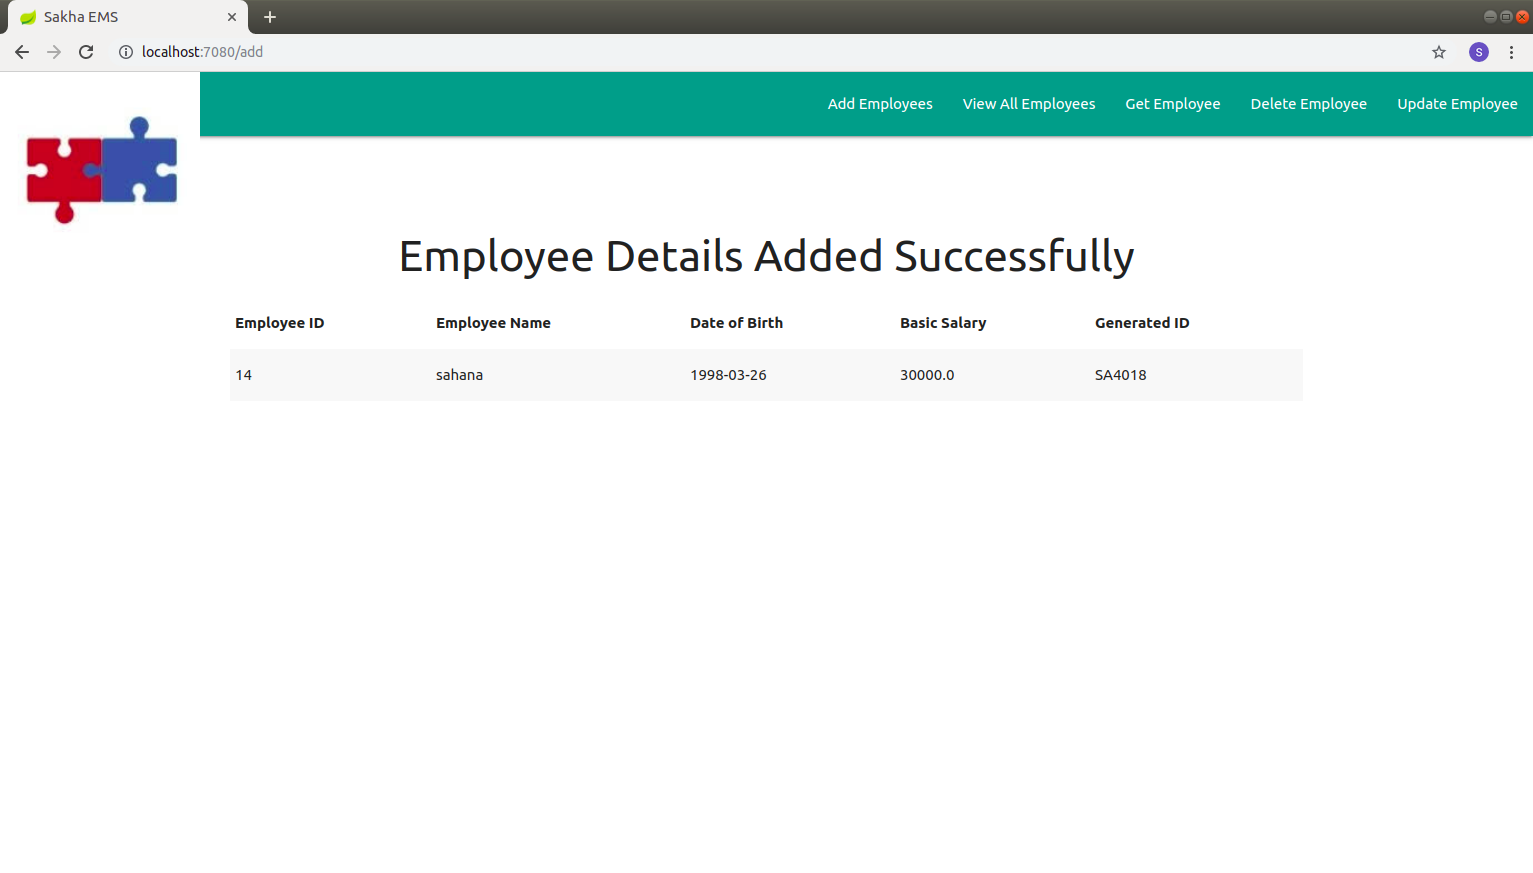 Sakha EMS
localhost:7080/add
S
Add Employees View All Employees Get Employee Delete Employee Update Employee
Employee Details Added Successfully
Employee ID Employee Name Date of Birth Basic Salary Generated ID
14 sahana 1998-03-26 30000.0 SA4018